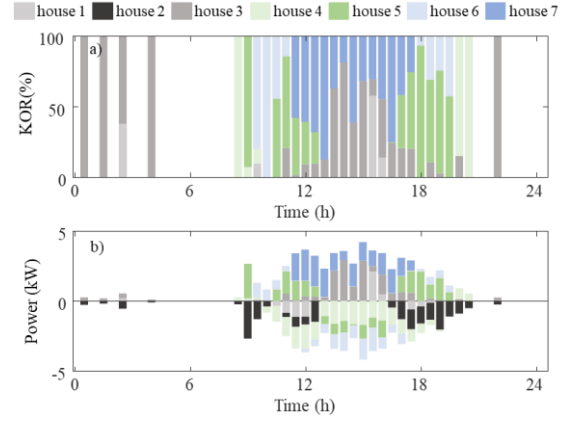 house 1 house 2 house 3 house 4 house 5 house 6 house 7
a)
100
50
0
KOR(%)
0 6 12 18 24
Time (h)
b)
5
0
-5
Power (kW)
0 6 12 18 24
Time (h)